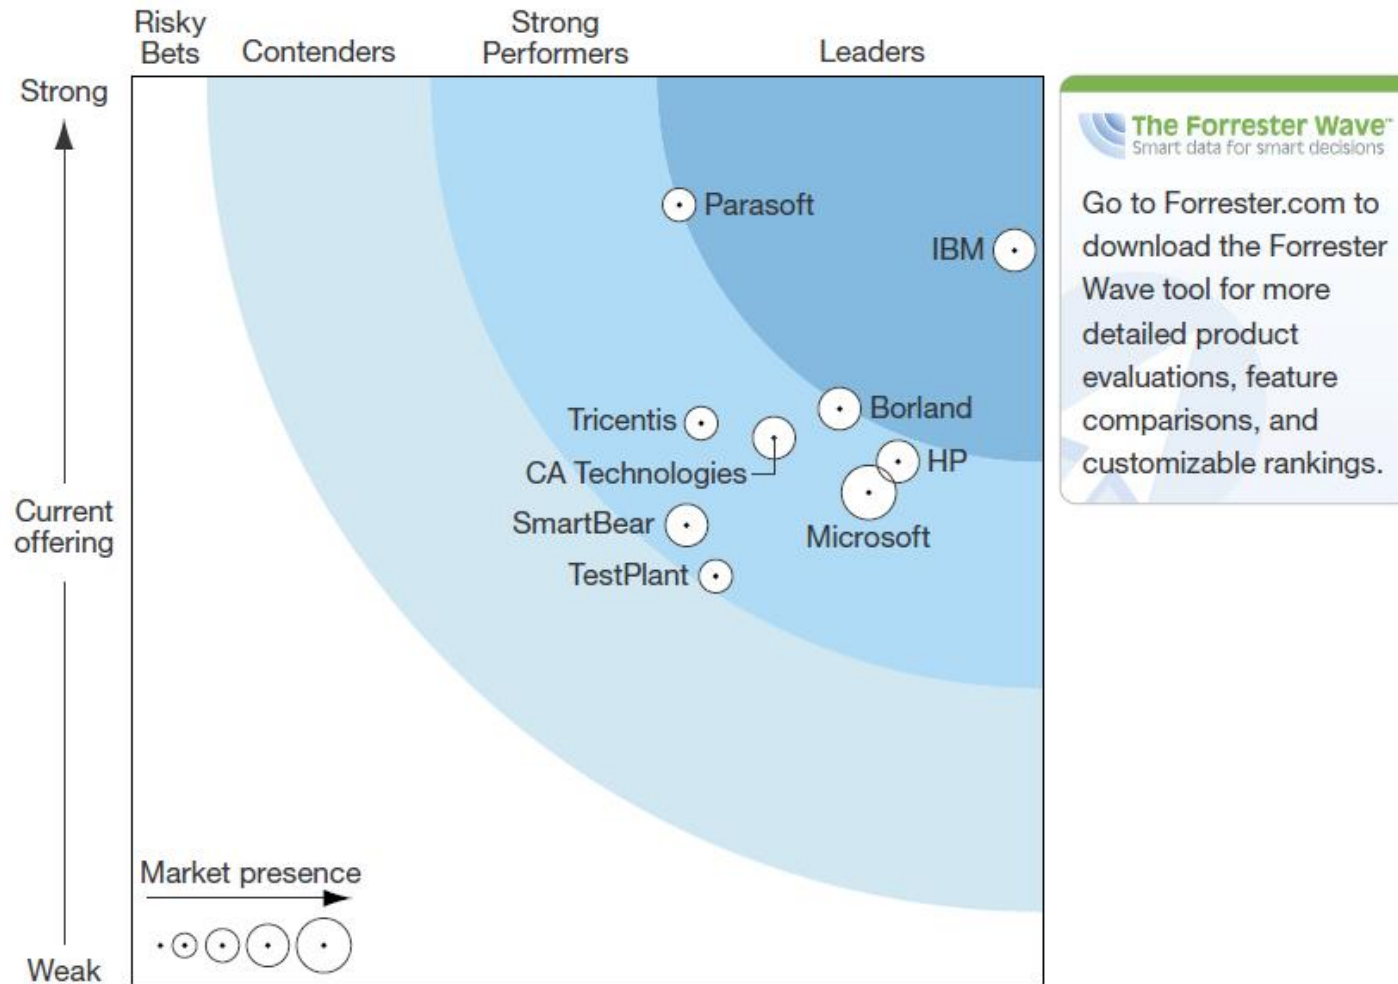 Risky
Bets
Contenders
Strong
Performers
Leaders
Strong
Current
offering
Weak
Parasoft
IBM
Borland
Tricentis
CA Technologies
HP
SmartBear
Microsoft
TestPlant
Market presence
The Forrester Wave™
Smart data for smart decisions
Go to Forrester.com to
download the Forrester
Wave tool for more
detailed product
evaluations, feature
comparisons, and
customizable rankings.